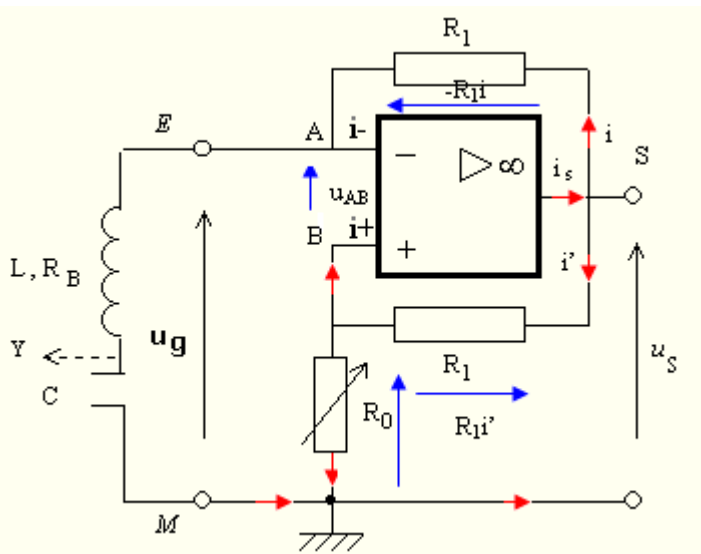 R1
-R1i
E
A
i-
−
▷ ∞
i
S
is
uAB
B
i+
+
i'
L, RB
ug
Y
C
R1
uS
R0
R1i'
M